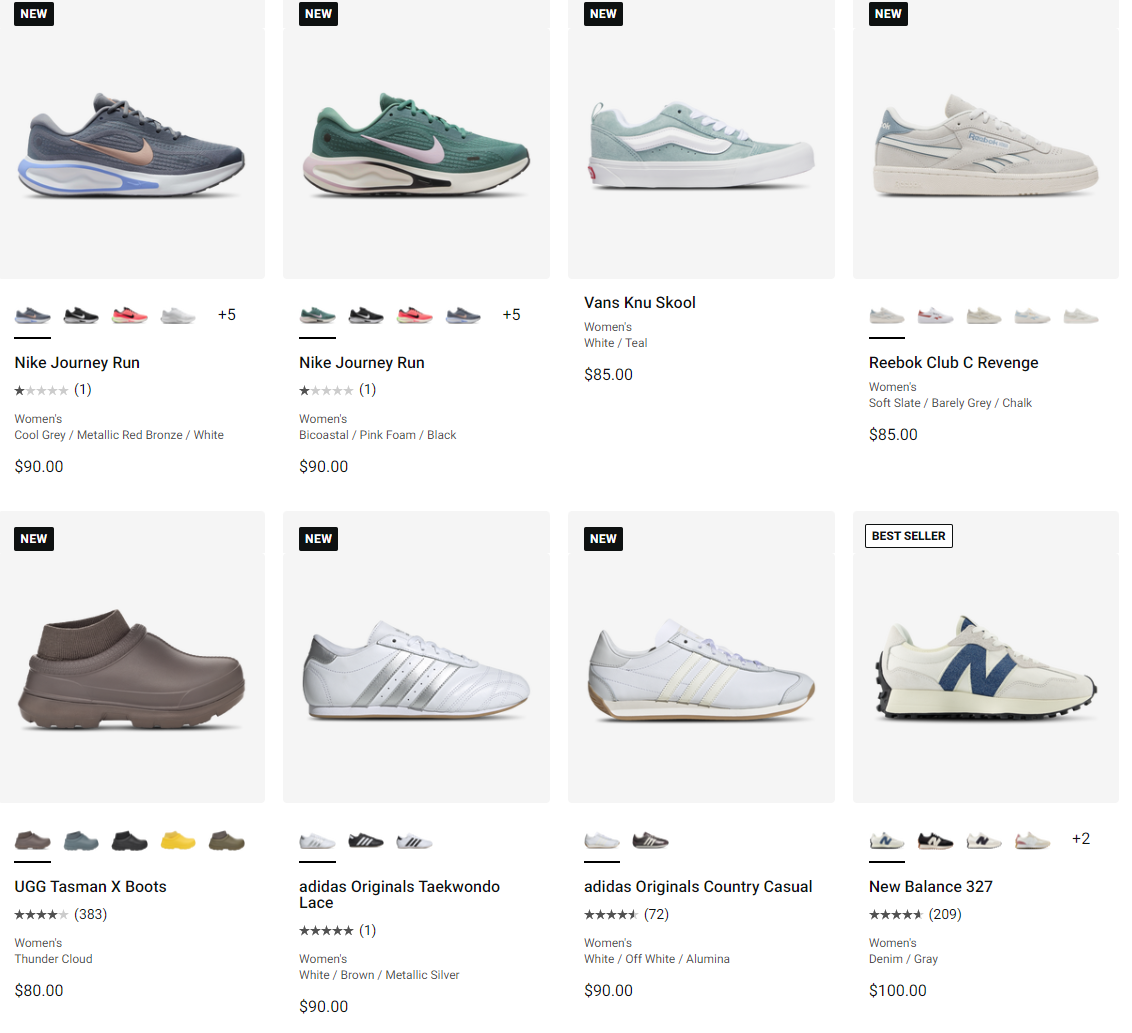 NEW
NEW
NEW
NEW
Reebok
+5
+5
Nike Journey Run
(1)
Women's
Cool Grey / Metallic Red Bronze / White
$90.00
Nike Journey Run
(1)
Women's
Bicoastal / Pink Foam / Black
$90.00
Vans Knu Skool
Women's
White / Teal
$85.00
Reebok Club C Revenge
Women's
Soft Slate / Barely Grey / Chalk
$85.00
NEW
NEW
NEW
BEST SELLER
N
+2
UGG Tasman X Boots
(383)
Women's
Thunder Cloud
$80.00
adidas Originals Taekwondo
Lace
(1)
Women's
White / Brown / Metallic Silver
$90.00
adidas Originals Country Casual
(72)
Women's
White / Off White / Alumina
$90.00
New Balance 327
(209)
Women's
Denim / Gray
$100.00